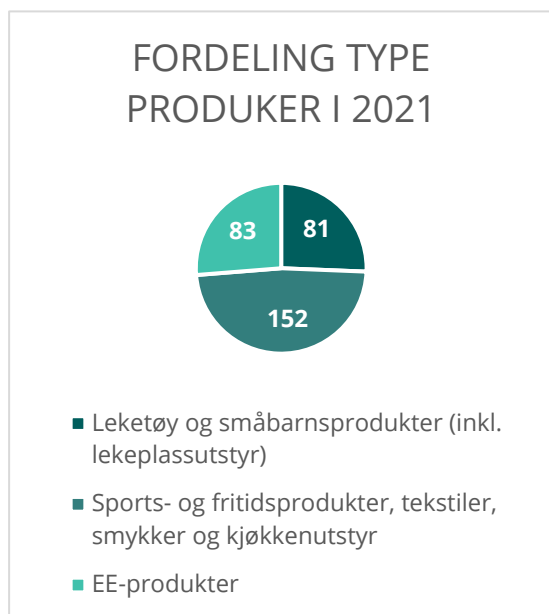 FORDELING TYPE
PRODUKER I 2021
83
81
152
Leketøy og småbarnsprodukter (inkl.
lekeplassutstyr)
Sports- og fritidsprodukter, tekstiler,
smykker og kjøkkenutstyr
EE-produkter